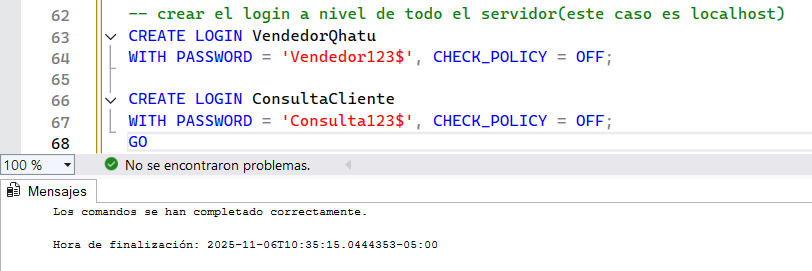 62 -- crear el login a nivel de todo el servidor(este caso es localhost)
63 CREATE LOGIN VendedorQhatu
64 WITH PASSWORD = 'Vendedor123$', CHECK_POLICY = OFF;
65
66 CREATE LOGIN ConsultaCliente
67 WITH PASSWORD = 'Consulta123$', CHECK_POLICY = OFF;
68 GO
100 % No se encontraron problemas.
Mensajes
Los comandos se han completado correctamente.
Hora de finalización: 2025-11-06T10:35:15.0444353-05:00